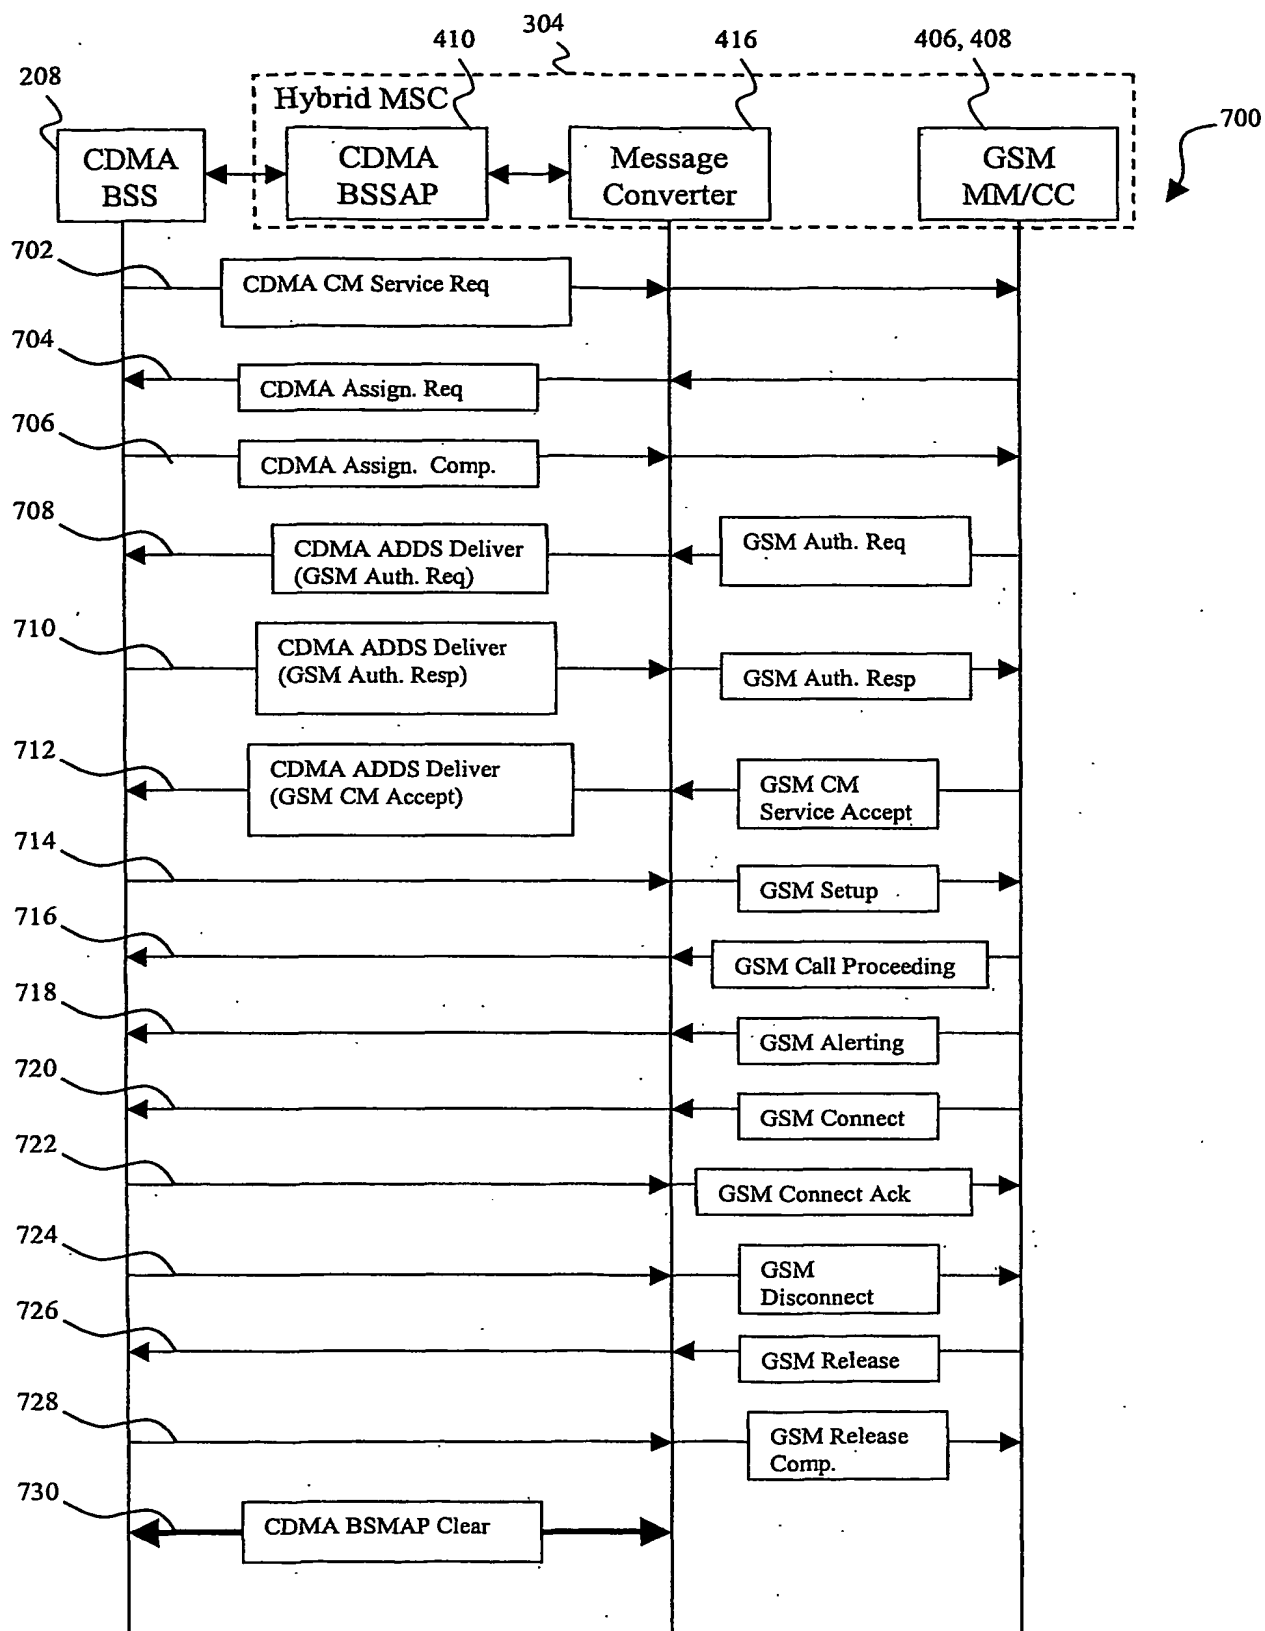 304
410
416
406, 408
208
700
Hybrid MSC
CDMA
BSS
CDMA
BSSAP
Message
Converter
GSM
MM/CC
702
CDMA CM Service Req
704
CDMA Assign. Req
706
CDMA Assign. Comp.
708
CDMA ADDS Deliver
(GSM Auth. Req)
GSM Auth. Req
710
CDMA ADDS Deliver
(GSM Auth. Resp)
GSM Auth. Resp
712
CDMA ADDS Deliver
(GSM CM Accept)
GSM CM
Service Accept
714
GSM Setup
716
GSM Call Proceeding
718
GSM Alerting
720
GSM Connect
722
GSM Connect Ack
724
GSM
Disconnect
726
GSM Release
728
GSM Release
Comp.
730
CDMA BSMAP Clear